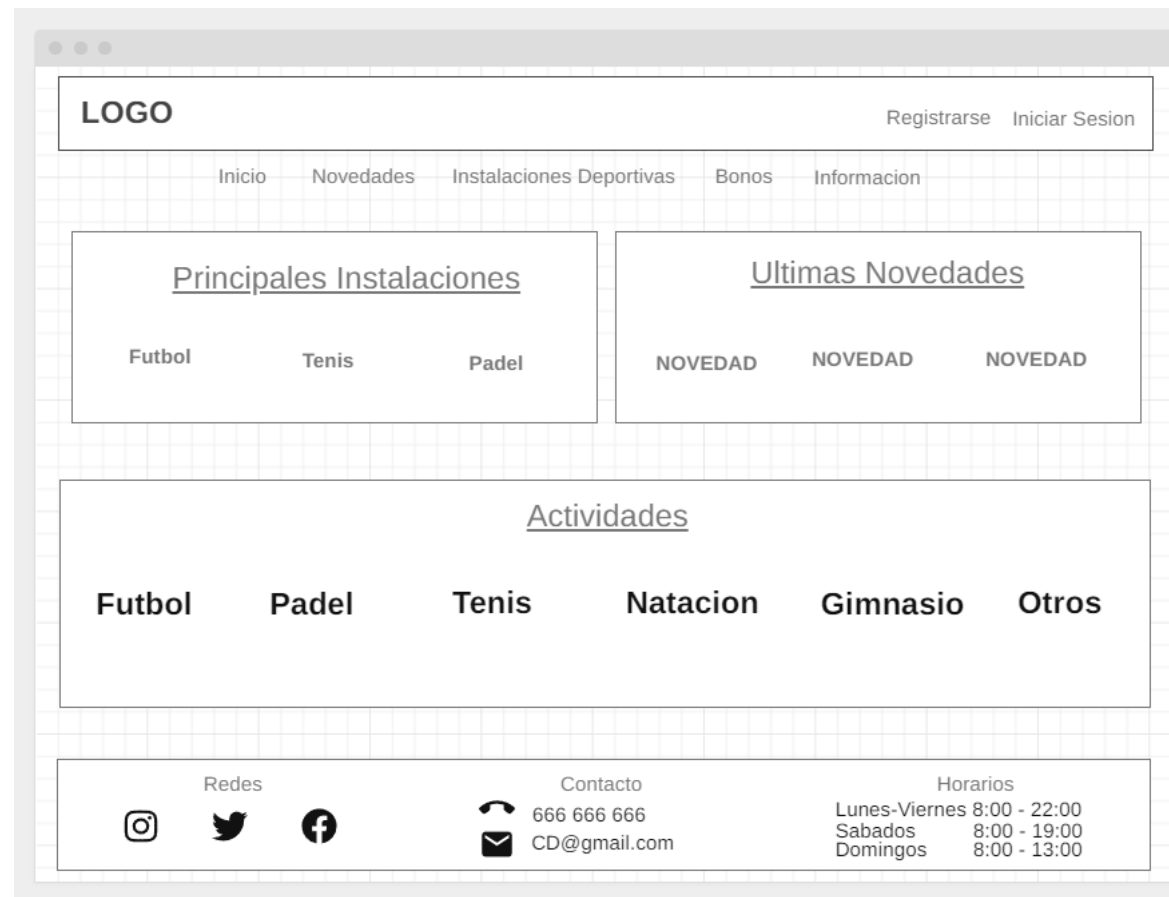 LOGO
Registrarse Iniciar Sesion
Inicio Novedades Instalaciones Deportivas Bonos Informacion
Principales Instalaciones
Futbol Tenis Padel
Ultimas Novedades
NOVEDAD NOVEDAD NOVEDAD
Actividades
Futbol Padel Tenis Natacion Gimnasio Otros
Redes
Contacto
666 666 666
CD@gmail.com
Horarios
Lunes-Viernes 8:00 - 22:00
Sabados 8:00 - 19:00
Domingos 8:00 - 13:00